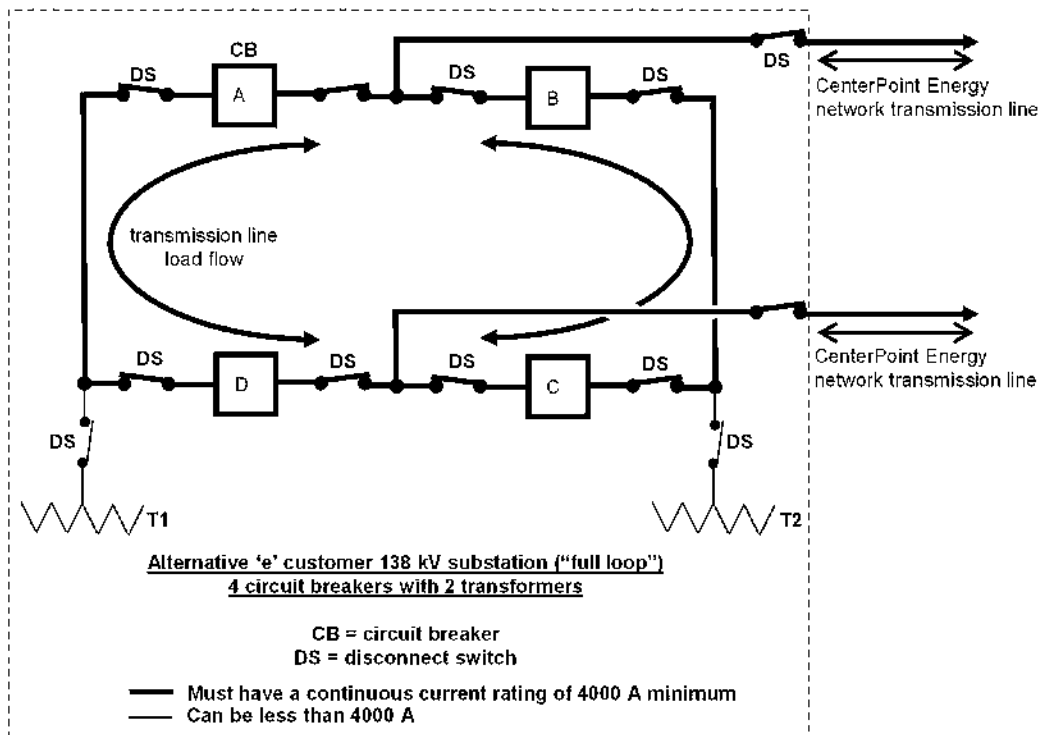 CB
DS
DS
DS
DS
A
B
CenterPoint Energy
network transmission line
transmission line
load flow
DS
DS
DS
DS
D
C
CenterPoint Energy
network transmission line
DS
DS
T1
T2
Alternative ‘e’ customer 138 kV substation (“full loop”)
4 circuit breakers with 2 transformers
CB = circuit breaker
DS = disconnect switch
Must have a continuous current rating of 4000 A minimum
Can be less than 4000 A